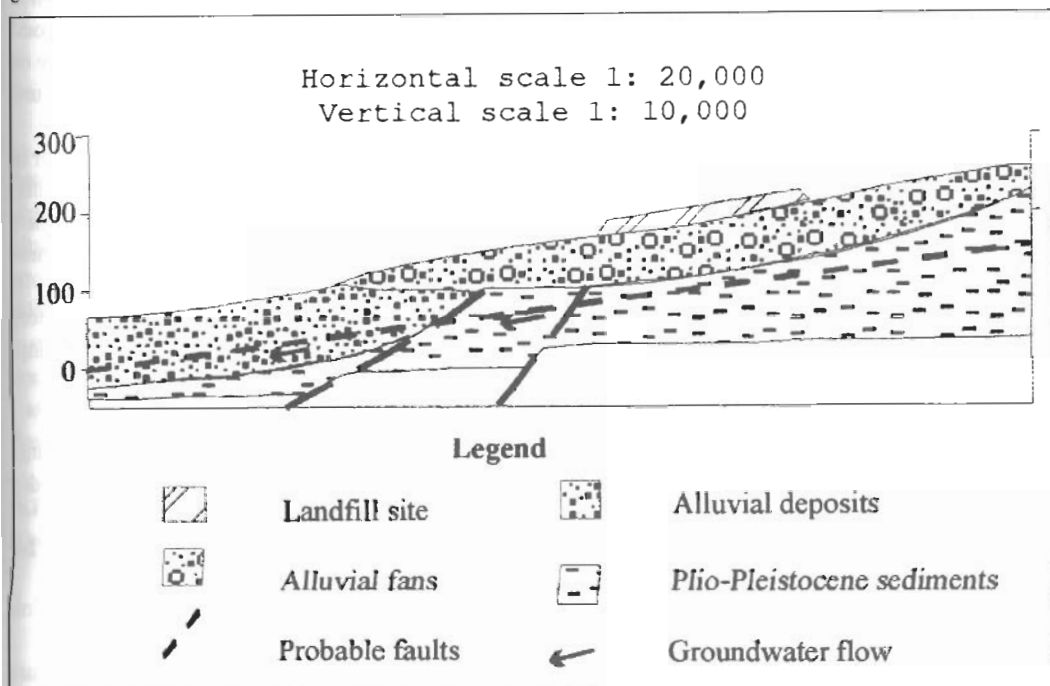 Horizontal scale 1: 20,000
Vertical scale 1: 10,000
300
200
100
0
Legend
Landfill site
Alluvial deposits
Alluvial fans
Plio-Pleistocene sediments
Probable faults
Groundwater flow